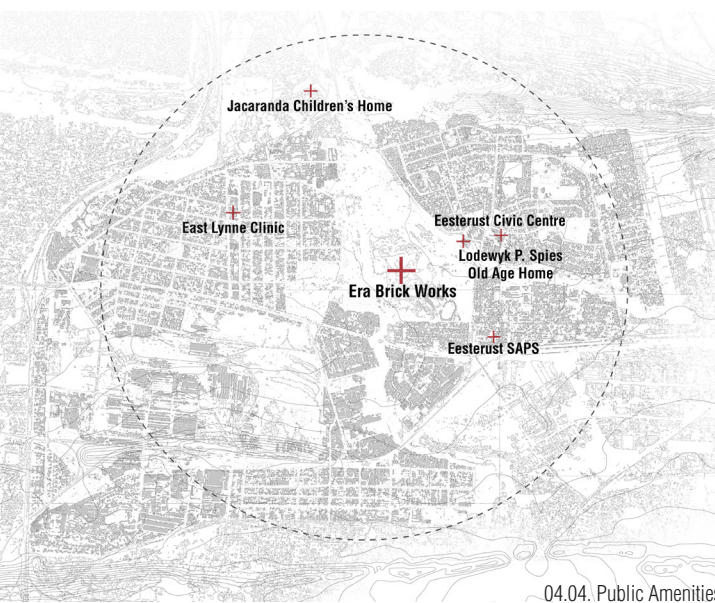 Jacaranda Children's Home
East Lynne Clinic
Eesterust Civic Centre
Lodewyk P. Spies
Old Age Home
Era Brick Works
Eesterust SAPS
04.04. Public Amenities